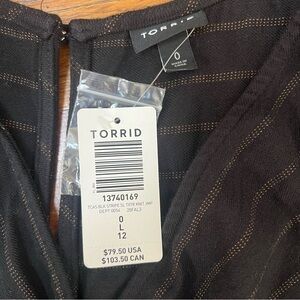 TORRID
0
TORRID
13740169
0
L
12
$79.50 USA
$103.50 CAN